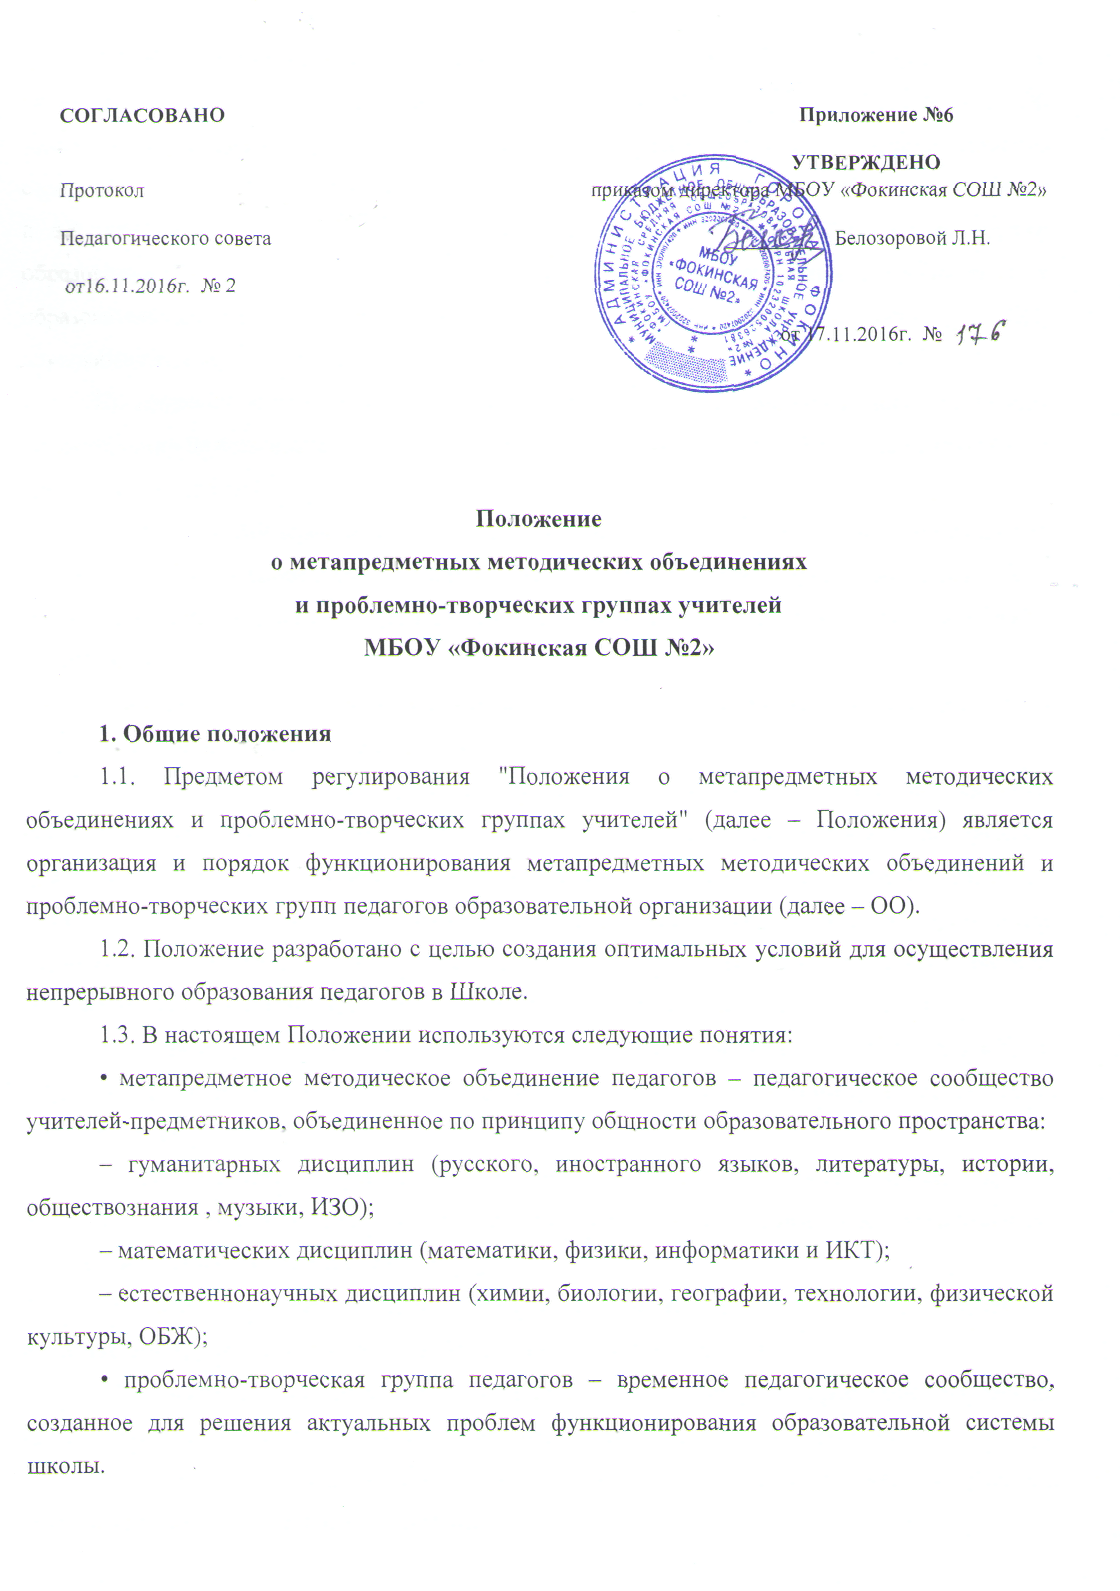 СОГЛАСОВАНО
Приложение №6
УТВЕРЖДЕНО
Протокол
приказом директора МБОУ «Фокинская СОШ №2»
Педагогического совета
Белозоровой Л.Н.
от16.11.2016г. № 2
от 17.11.2016г. № 176
АДМИНИСТРАЦИЯ ГОРОДА ФОКИНО
МУНИЦИПАЛЬНОЕ БЮДЖЕТНОЕ ОБЩЕОБРАЗОВАТЕЛЬНОЕ УЧРЕЖДЕНИЕ
МБОУ
«ФОКИНСКАЯ
СОШ №2»
Положение
о метапредметных методических объединениях
и проблемно-творческих группах учителей
МБОУ «Фокинская СОШ №2»
1. Общие положения
1.1. Предметом регулирования "Положения о метапредметных методических
объединениях и проблемно-творческих группах учителей" (далее – Положения) является
организация и порядок функционирования метапредметных методических объединений и
проблемно-творческих групп педагогов образовательной организации (далее – ОО).
1.2. Положение разработано с целью создания оптимальных условий для осуществления
непрерывного образования педагогов в Школе.
1.3. В настоящем Положении используются следующие понятия:
• метапредметное методическое объединение педагогов – педагогическое сообщество
учителей-предметников, объединенное по принципу общности образовательного пространства:
– гуманитарных дисциплин (русского, иностранного языков, литературы, истории,
обществознания , музыки, ИЗО);
– математических дисциплин (математики, физики, информатики и ИКТ);
– естественнонаучных дисциплин (химии, биологии, географии, технологии, физической
культуры, ОБЖ);
• проблемно-творческая группа педагогов – временное педагогическое сообщество,
созданное для решения актуальных проблем функционирования образовательной системы
школы.